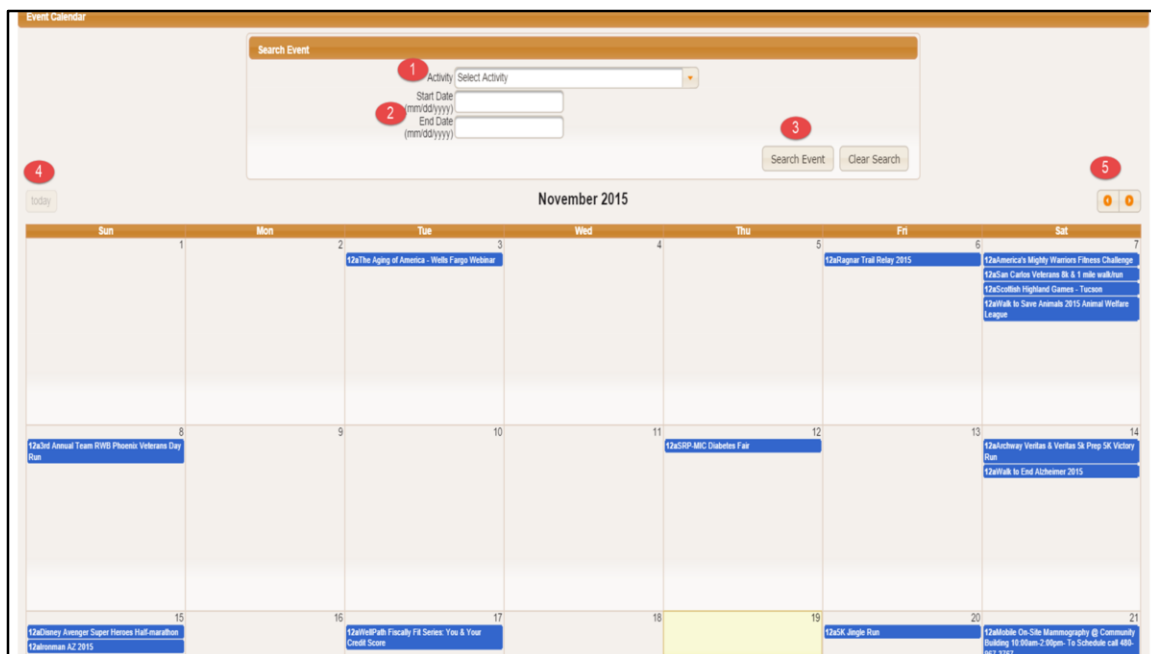 Event Calendar
Search Event
1
Activity Select Activity
Start Date
(mm/dd/yyyy)
2
End Date
(mm/dd/yyyy)
3
Search Event Clear Search
4
5
today
November 2015
Sun Mon Tue Wed Thu Fri Sat
1 2 3 4 5 6 7
12aThe Aging of America - Wells Fargo Webinar
12aRagnar Trail Relay 2015
12aAmerica's Mighty Warriors Fitness Challenge
12aSan Carlos Veterans 8k & 1 mile walk/run
12aScottish Highland Games - Tucson
12aWalk to Save Animals 2015 Animal Welfare
League
8 9 10 11 12 13 14
12a3rd Annual Team RWB Phoenix Veterans Day
Run
12aSRP-MIC Diabetes Fair
12aArchway Veritas & Veritas 5k Prep 5K Victory
Run
12aWalk to End Alzheimer 2015
15 16 17 18 19 20 21
12aDisney Avenger Super Heroes Half-marathon
12aIronman AZ 2015
12aWellPath Fiscally Fit Series: You & Your
Credit Score
12a5K Jingle Run
12aMobile On-Site Mammography @ Community
Building 10:00am-2:00pm- To Schedule call 480-